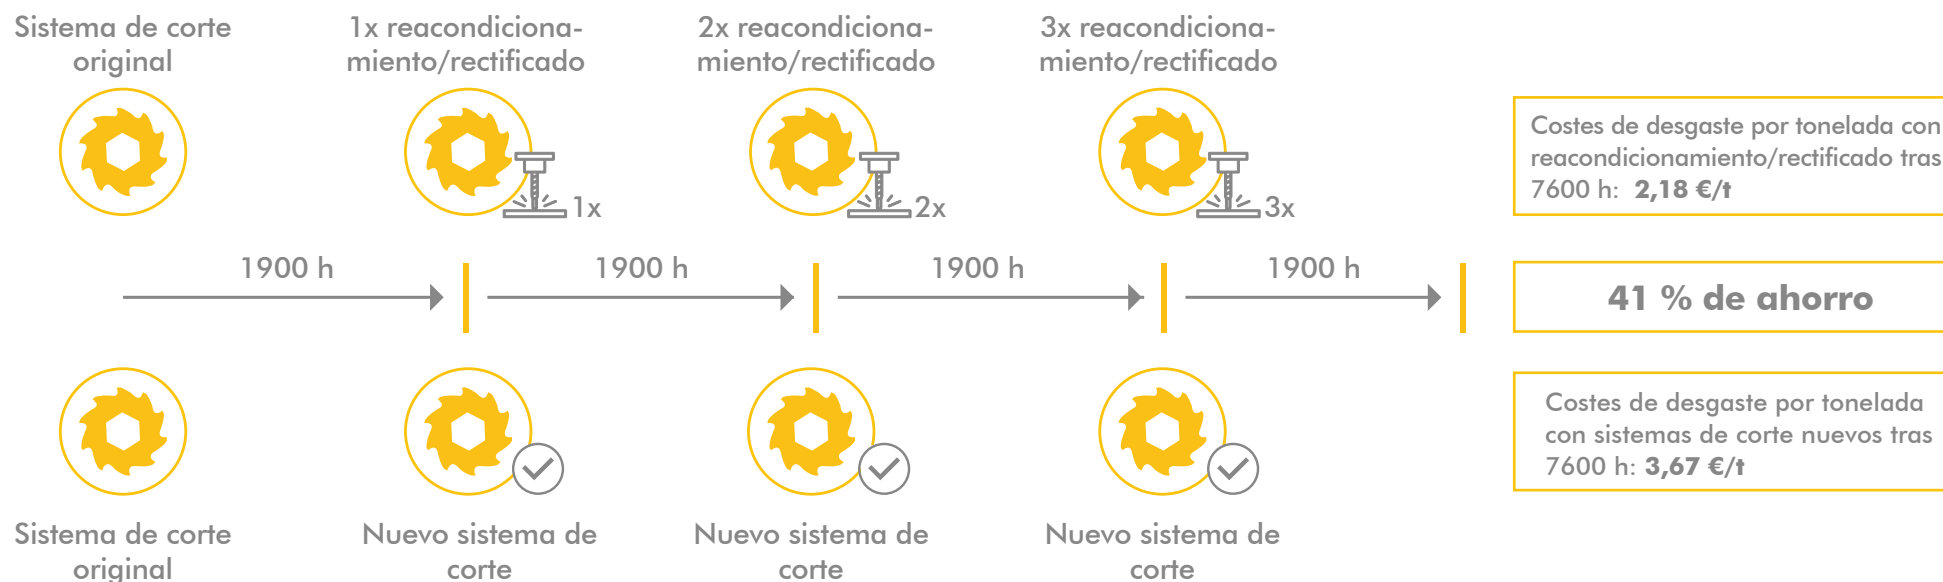 Sistema de corte
original
1x reacondiciona-
miento/rectificado
2x reacondiciona-
miento/rectificado
3x reacondiciona-
miento/rectificado
1x
2x
3x
Costes de desgaste por tonelada con
reacondicionamiento/rectificado tras
7600 h: 2,18 €/t
1900 h
1900 h
1900 h
1900 h
41 % de ahorro
Costes de desgaste por tonelada
con sistemas de corte nuevos tras
7600 h: 3,67 €/t
Sistema de corte
original
Nuevo sistema de
corte
Nuevo sistema de
corte
Nuevo sistema de
corte